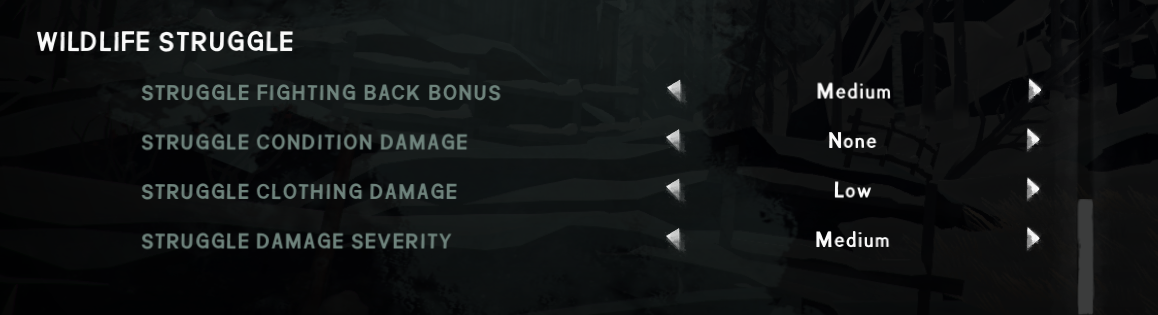 WILDLIFE STRUGGLE
STRUGGLE FIGHTING BACK BONUS Medium
STRUGGLE CONDITION DAMAGE None
STRUGGLE CLOTHING DAMAGE Low
STRUGGLE DAMAGE SEVERITY Medium